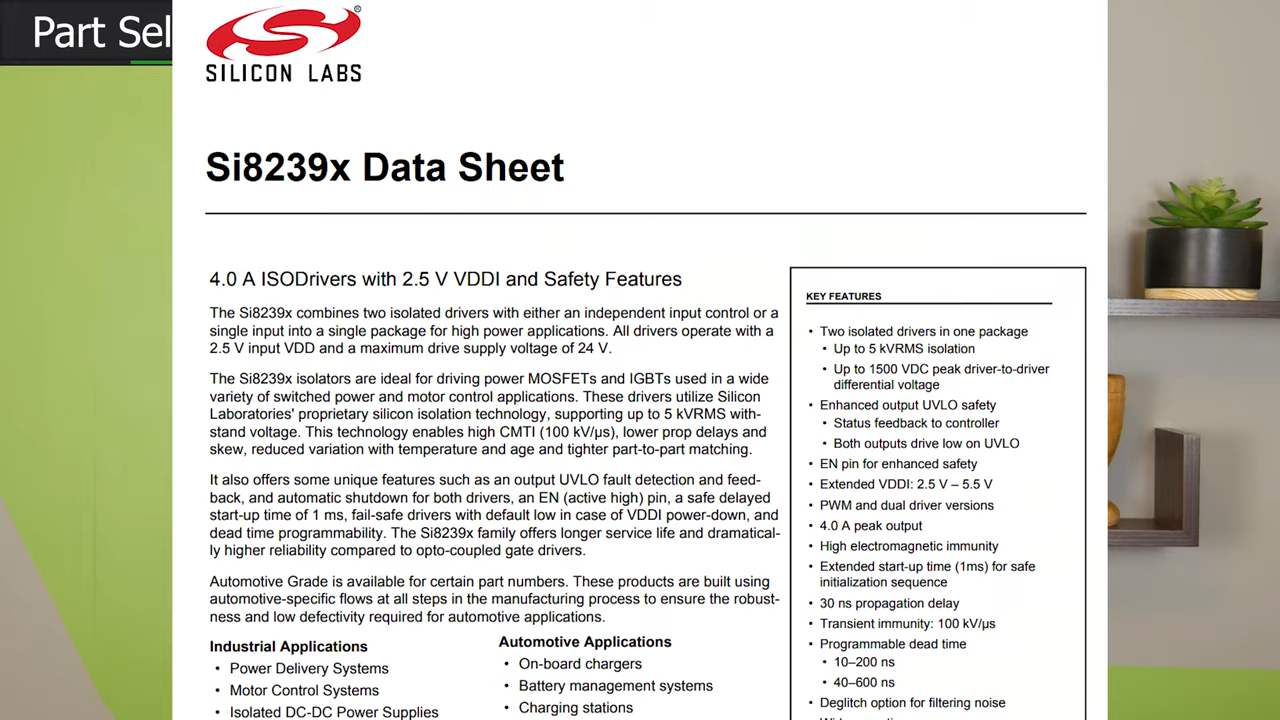 Part Sel
SILICON LABS
®
Si8239x Data Sheet
4.0 A ISODrivers with 2.5 V VDDI and Safety Features
The Si8239x combines two isolated drivers with either an independent input control or a
single input into a single package for high power applications. All drivers operate with a
2.5 V input VDD and a maximum drive supply voltage of 24 V.
The Si8239x isolators are ideal for driving power MOSFETs and IGBTs used in a wide
variety of switched power and motor control applications. These drivers utilize Silicon
Laboratories' proprietary silicon isolation technology, supporting up to 5 kVRMS with-
stand voltage. This technology enables high CMTI (100 kV/µs), lower prop delays and
skew, reduced variation with temperature and age and tighter part-to-part matching.
It also offers some unique features such as an output UVLO fault detection and feed-
back, and automatic shutdown for both drivers, an EN (active high) pin, a safe delayed
start-up time of 1 ms, fail-safe drivers with default low in case of VDDI power-down, and
dead time programmability. The Si8239x family offers longer service life and dramatical-
ly higher reliability compared to opto-coupled gate drivers.
Automotive Grade is available for certain part numbers. These products are built using
automotive-specific flows at all steps in the manufacturing process to ensure the robust-
ness and low defectivity required for automotive applications.
Industrial Applications
• Power Delivery Systems
• Motor Control Systems
• Isolated DC-DC Power Supplies
Automotive Applications
• On-board chargers
• Battery management systems
• Charging stations
KEY FEATURES
• Two isolated drivers in one package
• Up to 5 kVRMS isolation
• Up to 1500 VDC peak driver-to-driver
differential voltage
• Enhanced output UVLO safety
• Status feedback to controller
• Both outputs drive low on UVLO
• EN pin for enhanced safety
• Extended VDDI: 2.5 V – 5.5 V
• PWM and dual driver versions
• 4.0 A peak output
• High electromagnetic immunity
• Extended start-up time (1ms) for safe
initialization sequence
• 30 ns propagation delay
• Transient immunity: 100 kV/µs
• Programmable dead time
• 10–200 ns
• 40–600 ns
• Deglitch option for filtering noise